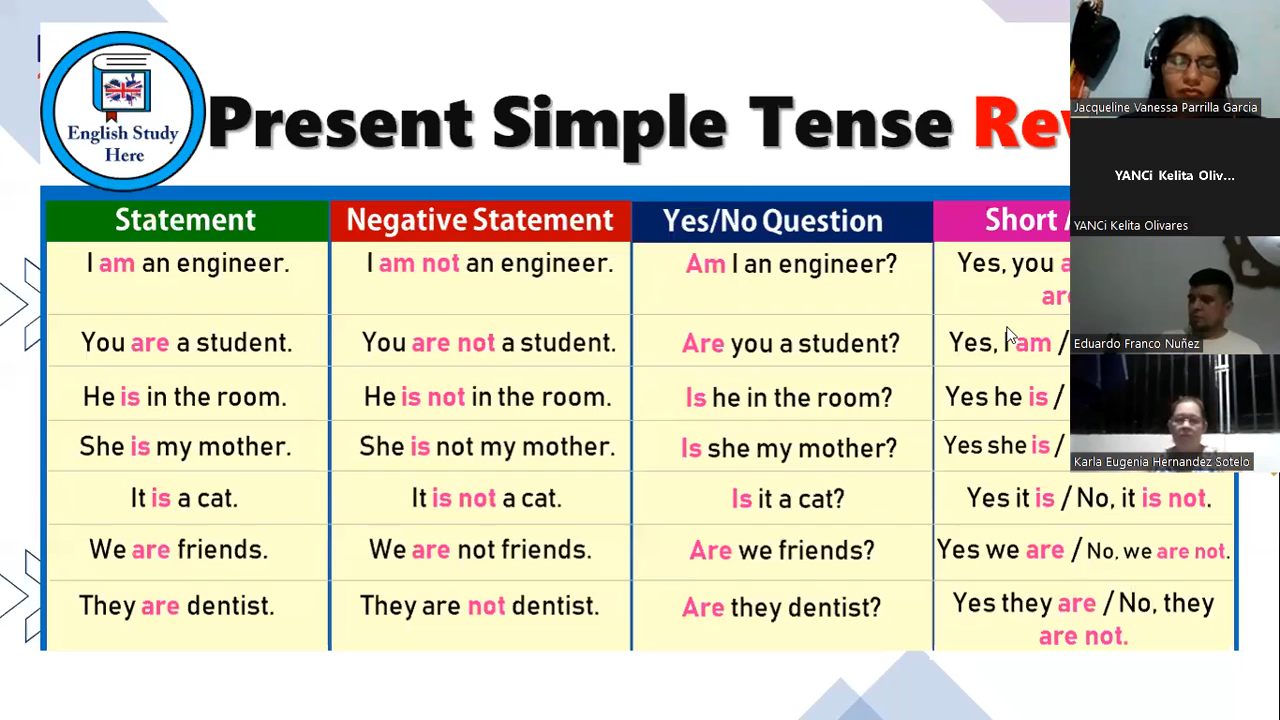 English Study
Here
Present Simple Tense Rev
Statement
Negative Statement
Yes/No Question
Short
I am an engineer.
I am not an engineer.
Am I an engineer?
Yes, you
are
You are a student.
You are not a student.
Are you a student?
Yes, I am /
He is in the room.
He is not in the room.
Is he in the room?
Yes he is /
She is my mother.
She is not my mother.
Is she my mother?
Yes she is /
It is a cat.
It is not a cat.
Is it a cat?
Yes it is / No, it is not.
We are friends.
We are not friends.
Are we friends?
Yes we are / No, we are not.
They are dentist.
They are not dentist.
Are they dentist?
Yes they are / No, they
are not.
Jacqueline Vanessa Parrilla Garcia
YANCi Kelita Oliv...
YANCi Kelita Olivares
Eduardo Franco Nuñez
Karla Eugenia Hernandez Sotelo